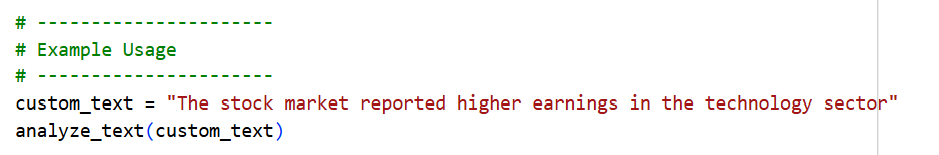 # ----------------------
# Example Usage
# ----------------------
custom_text = "The stock market reported higher earnings in the technology sector"
analyze_text(custom_text)